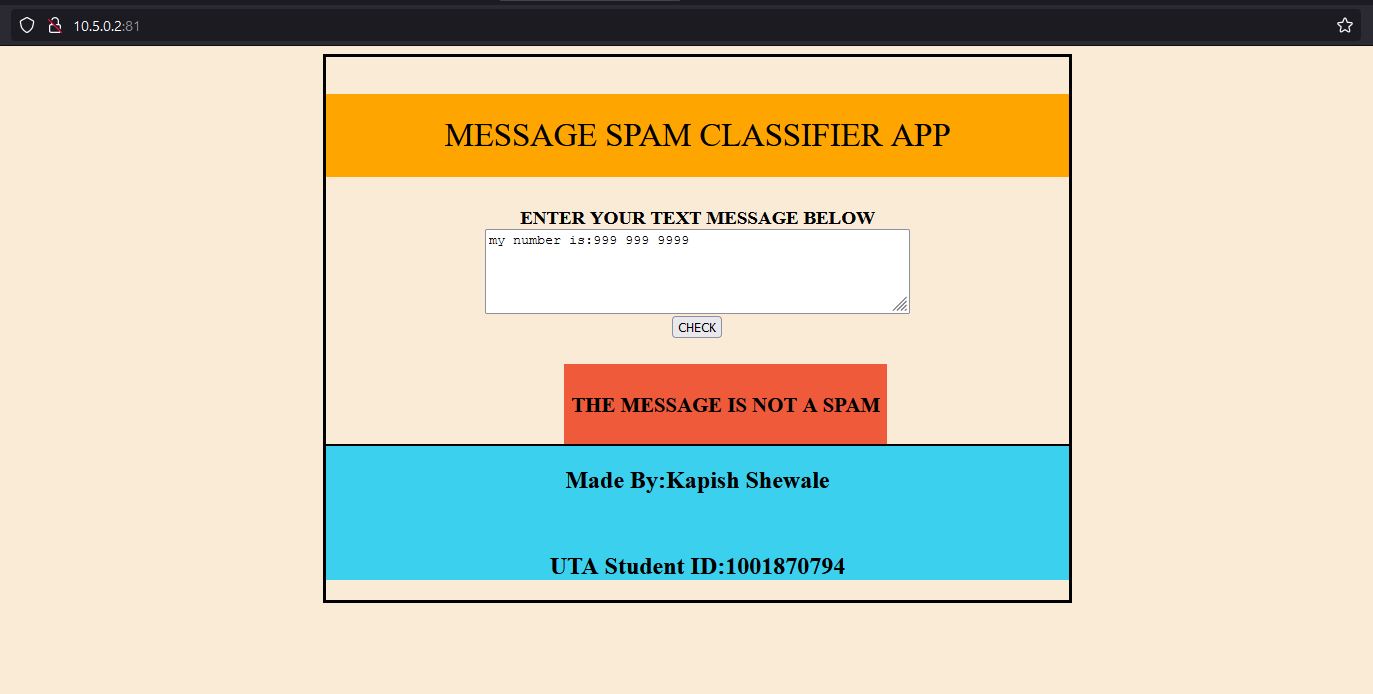 10.5.0.2:81
MESSAGE SPAM CLASSIFIER APP
ENTER YOUR TEXT MESSAGE BELOW
my number is:999 999 9999
CHECK
THE MESSAGE IS NOT A SPAM
Made By:Kapish Shewale
UTA Student ID:1001870794